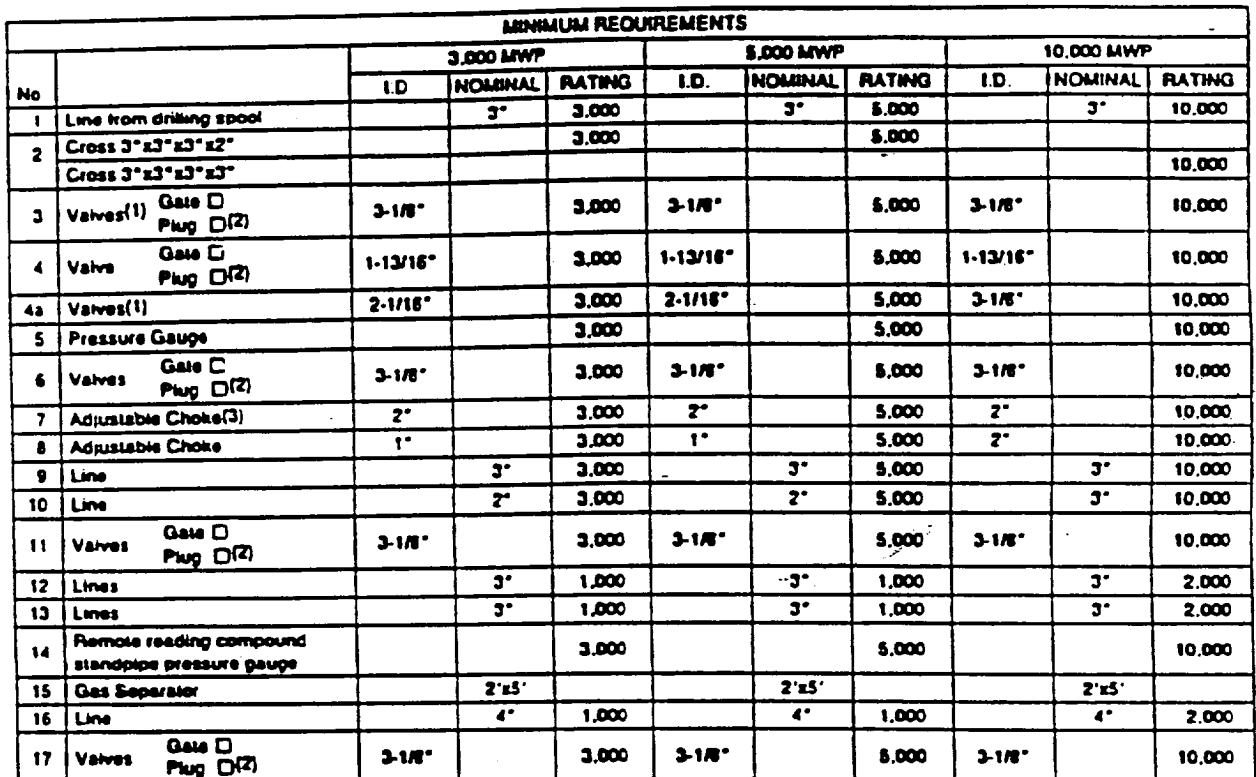 MINIMUM REQUIREMENTS
3,000 MWP 5,000 MWP 10,000 MWP
No I.D NOMINAL RATING I.D. NOMINAL RATING I.D. NOMINAL RATING
1 Line from drilling spool 3" 3,000 3" 5,000 3" 10,000
2 Cross 3"x3"x3"x2" 3,000 5,000
Cross 3"x3"x3"x3" 10,000
3 Valves(1) Gate □ Plug □(2) 3-1/8" 3,000 3-1/8" 5,000 3-1/8" 10,000
4 Valve Gate □ Plug □(2) 1-13/16" 3,000 1-13/16" 5,000 1-13/16" 10,000
4a Valves(1) 2-1/16" 3,000 2-1/16" 5,000 3-1/8" 10,000
5 Pressure Gauge 3,000 5,000 10,000
6 Valves Gate □ Plug □(2) 3-1/8" 3,000 3-1/8" 5,000 3-1/8" 10,000
7 Adjustable Choke(3) 2" 3,000 2" 5,000 2" 10,000
8 Adjustable Choke 1" 3,000 1" 5,000 2" 10,000
9 Line 3" 3,000 3" 5,000 3" 10,000
10 Line 2" 3,000 2" 5,000 3" 10,000
11 Valves Gate □ Plug □(2) 3-1/8" 3,000 3-1/8" 5,000 3-1/8" 10,000
12 Lines 3" 1,000 3" 1,000 3" 2,000
13 Lines 3" 1,000 3" 1,000 3" 2,000
14 Remote reading compound standpipe pressure gauge 3,000 5,000 10,000
15 Gas Separator 2'x5' 2'x5' 2'x5'
16 Line 4" 1,000 4" 1,000 4" 2,000
17 Valves Gate □ Plug □(2) 3-1/8" 3,000 3-1/8" 5,000 3-1/8" 10,000